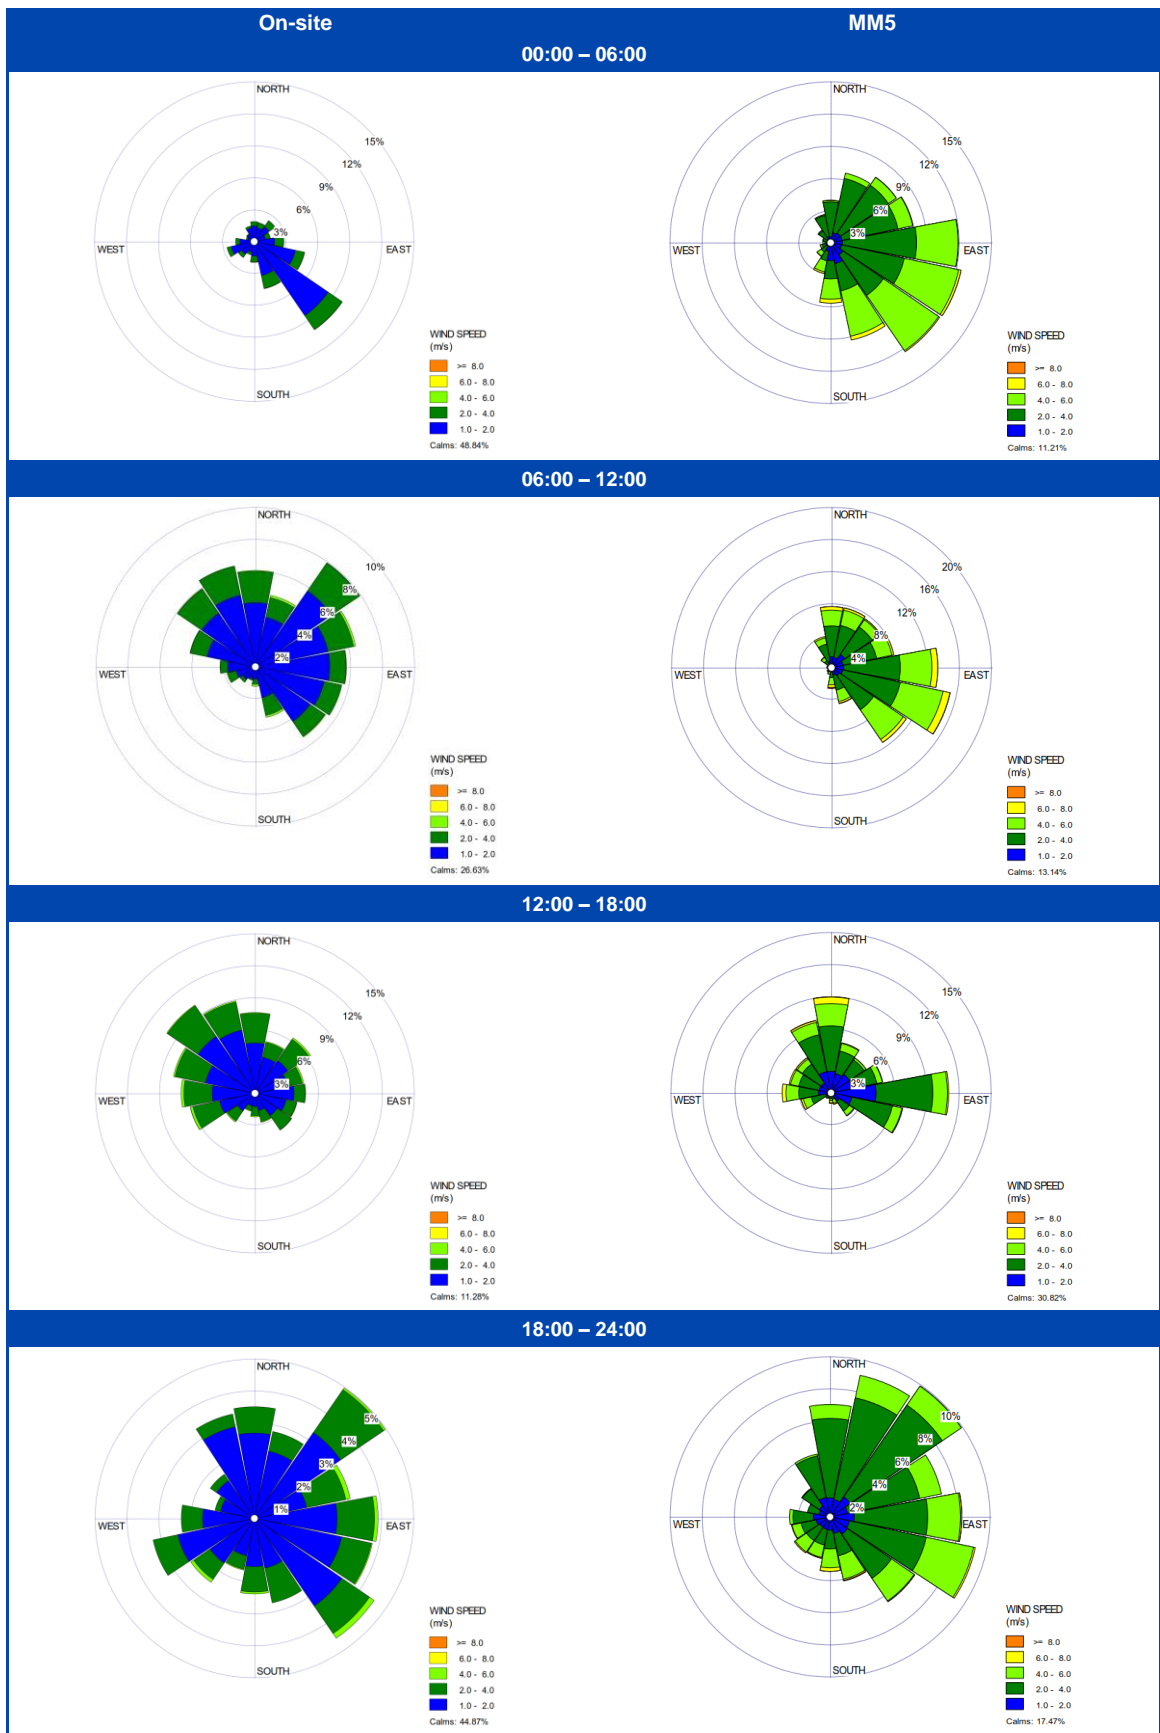 On-site MM5
00:00 – 06:00
NORTH
15%
12%
9%
6%
3%
WEST EAST
SOUTH
WIND SPEED
(m/s)
>= 8.0
6.0 - 8.0
4.0 - 6.0
2.0 - 4.0
1.0 - 2.0
Calms: 48.84%
NORTH
15%
12%
9%
6%
3%
WEST EAST
SOUTH
WIND SPEED
(m/s)
>= 8.0
6.0 - 8.0
4.0 - 6.0
2.0 - 4.0
1.0 - 2.0
Calms: 11.21%
06:00 – 12:00
NORTH
10%
8%
6%
4%
2%
WEST EAST
SOUTH
WIND SPEED
(m/s)
>= 8.0
6.0 - 8.0
4.0 - 6.0
2.0 - 4.0
1.0 - 2.0
Calms: 26.63%
NORTH
20%
16%
12%
8%
4%
WEST EAST
SOUTH
WIND SPEED
(m/s)
>= 8.0
6.0 - 8.0
4.0 - 6.0
2.0 - 4.0
1.0 - 2.0
Calms: 13.14%
12:00 – 18:00
NORTH
15%
12%
9%
6%
3%
WEST EAST
SOUTH
WIND SPEED
(m/s)
>= 8.0
6.0 - 8.0
4.0 - 6.0
2.0 - 4.0
1.0 - 2.0
Calms: 11.28%
NORTH
15%
12%
9%
6%
3%
WEST EAST
SOUTH
WIND SPEED
(m/s)
>= 8.0
6.0 - 8.0
4.0 - 6.0
2.0 - 4.0
1.0 - 2.0
Calms: 30.82%
18:00 – 24:00
NORTH
5%
4%
3%
2%
1%
WEST EAST
SOUTH
WIND SPEED
(m/s)
>= 8.0
6.0 - 8.0
4.0 - 6.0
2.0 - 4.0
1.0 - 2.0
Calms: 44.87%
NORTH
10%
8%
6%
4%
2%
WEST EAST
SOUTH
WIND SPEED
(m/s)
>= 8.0
6.0 - 8.0
4.0 - 6.0
2.0 - 4.0
1.0 - 2.0
Calms: 17.47%